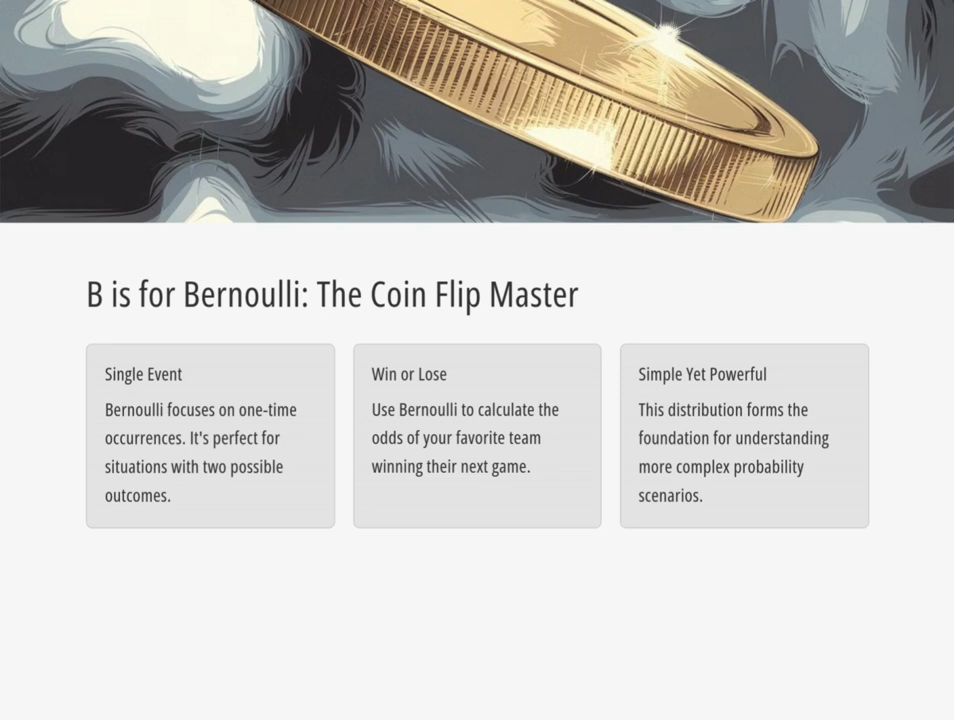 B is for Bernoulli: The Coin Flip Master
Single Event
Bernoulli focuses on one-time
occurrences. It's perfect for
situations with two possible
outcomes.
Win or Lose
Use Bernoulli to calculate the
odds of your favorite team
winning their next game.
Simple Yet Powerful
This distribution forms the
foundation for understanding
more complex probability
scenarios.